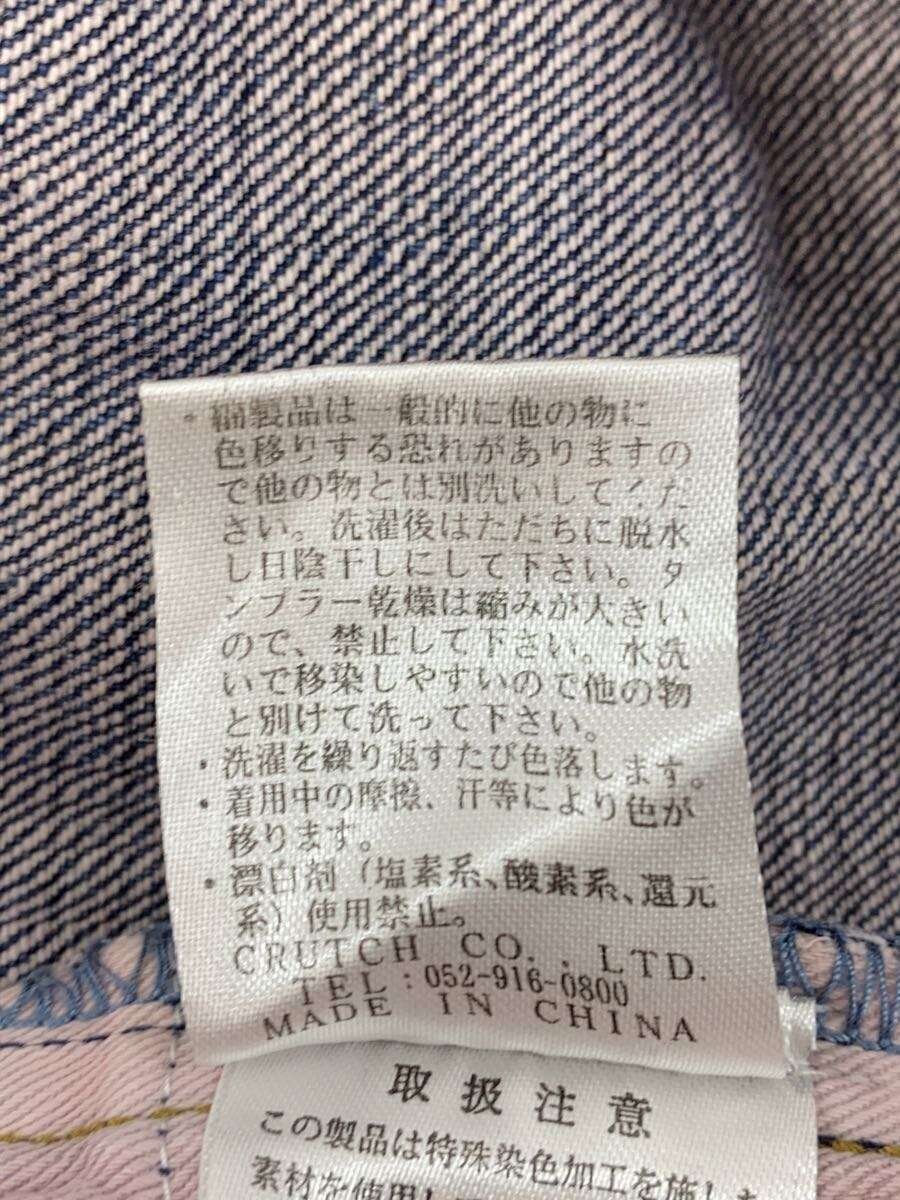 ・綿製品は一般的に他の物に
色移りする恐れがありますの
で他の物とは別洗いしてくだ
さい。洗濯後はただちに脱水
し日陰干しにして下さい。タ
ンブラー乾燥は縮みが大きい
ので、禁止して下さい。水洗
いで移染しやすいので他の物
と別けて洗って下さい。
・洗濯を繰り返すたび色落します。
・着用中の摩擦、汗等により色が
移ります。
・漂白剤（塩素系、酸素系、還元
系）使用禁止。
CRUTCH CO.,LTD.
TEL:052-916-0800
MADE IN CHINA
取扱注意
この製品は特殊染色加工を施した
素材を使用し